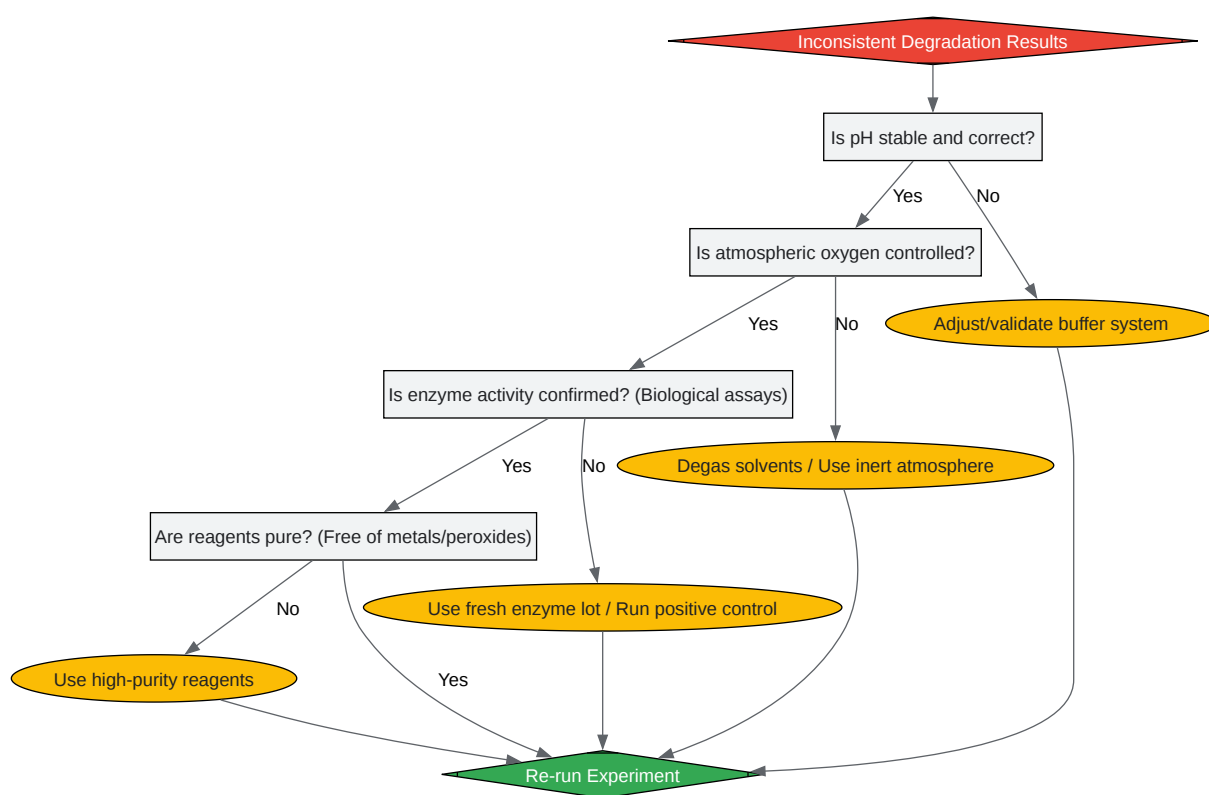 Inconsistent Degradation Results
Is pH stable and correct?
Yes
No
Is atmospheric oxygen controlled?
Yes
No
Adjust/validate buffer system
Is enzyme activity confirmed? (Biological assays)
Yes
No
Degas solvents / Use inert atmosphere
Are reagents pure? (Free of metals/peroxides)
No
Use fresh enzyme lot / Run positive control
Use high-purity reagents
Yes
Re-run Experiment